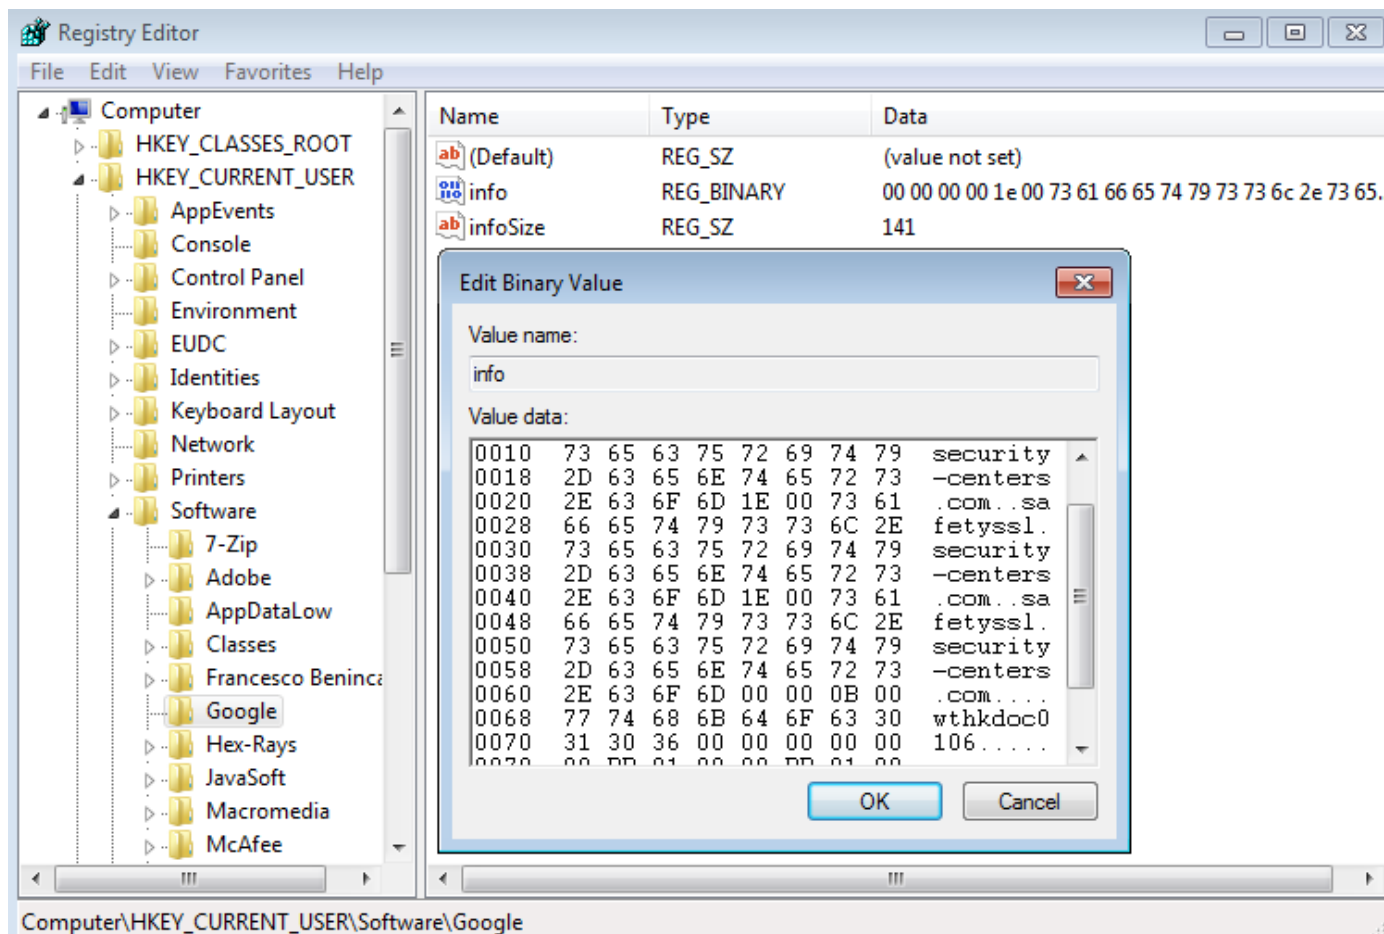 Registry Editor
File Edit View Favorites Help
Computer
HKEY_CLASSES_ROOT
HKEY_CURRENT_USER
AppEvents
Console
Control Panel
Environment
EUDC
Identities
Keyboard Layout
Network
Printers
Software
7-Zip
Adobe
AppDataLow
Classes
Francesco Beninca
Google
Hex-Rays
JavaSoft
Macromedia
McAfee
Name Type Data
(Default) REG_SZ (value not set)
info REG_BINARY 00 00 00 00 1e 00 73 61 66 65 74 79 73 73 6c 2e 73 65..
infoSize REG_SZ 141
Edit Binary Value
Value name:
info
Value data:
0010 73 65 63 75 72 69 74 79 security
0018 2D 63 65 6E 74 65 72 73 -centers
0020 2E 63 6F 6D 1E 00 73 61 .com..sa
0028 66 65 74 79 73 73 6C 2E fetyssl.
0030 73 65 63 75 72 69 74 79 security
0038 2D 63 65 6E 74 65 72 73 -centers
0040 2E 63 6F 6D 1E 00 73 61 .com..sa
0048 66 65 74 79 73 73 6C 2E fetyssl.
0050 73 65 63 75 72 69 74 79 security
0058 2D 63 65 6E 74 65 72 73 -centers
0060 2E 63 6F 6D 00 00 0B 00 .com....
0068 77 74 68 6B 64 6F 63 30 wthkdoc0
0070 31 30 36 00 00 00 00 00 106.....
OK Cancel
Computer\HKEY_CURRENT_USER\Software\Google